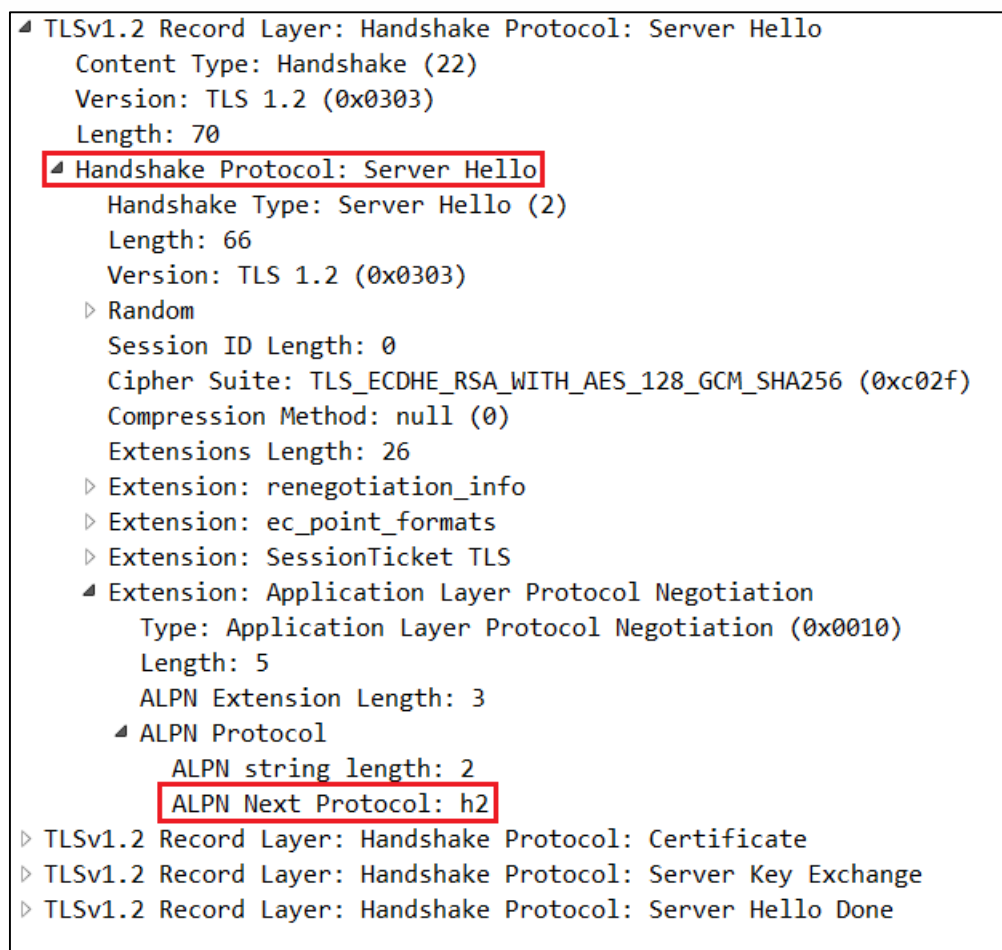 TLSv1.2 Record Layer: Handshake Protocol: Server Hello
Content Type: Handshake (22)
Version: TLS 1.2 (0x0303)
Length: 70
Handshake Protocol: Server Hello
Handshake Type: Server Hello (2)
Length: 66
Version: TLS 1.2 (0x0303)
Random
Session ID Length: 0
Cipher Suite: TLS_ECDHE_RSA_WITH_AES_128_GCM_SHA256 (0xc02f)
Compression Method: null (0)
Extensions Length: 26
Extension: renegotiation_info
Extension: ec_point_formats
Extension: SessionTicket TLS
Extension: Application Layer Protocol Negotiation
Type: Application Layer Protocol Negotiation (0x0010)
Length: 5
ALPN Extension Length: 3
ALPN Protocol
ALPN string length: 2
ALPN Next Protocol: h2
TLSv1.2 Record Layer: Handshake Protocol: Certificate
TLSv1.2 Record Layer: Handshake Protocol: Server Key Exchange
TLSv1.2 Record Layer: Handshake Protocol: Server Hello Done